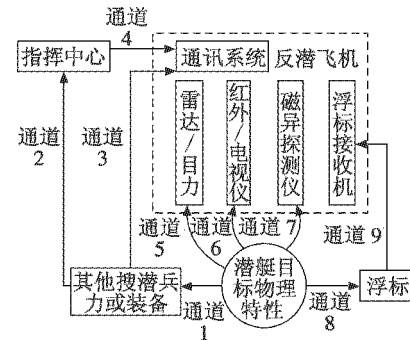 通道
4
指挥中心
通讯系统
反潜飞机
通道
2
通道
3
雷达/目力
红外/电视仪
磁异探测仪
浮标接收机
通道
5
通道
6
通道
7
通道
9
其他搜潜兵
力或装备
通道
1
潜艇目
标物理
特性
通道
8
浮标